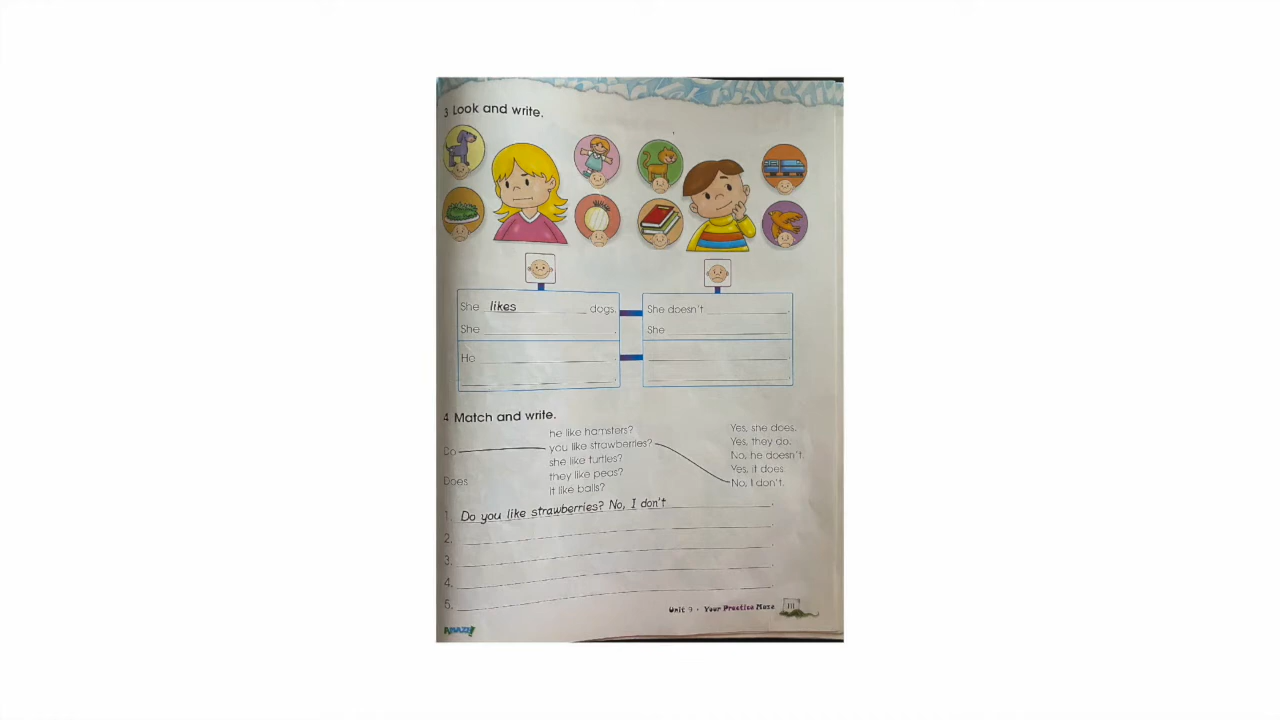 3 Look and write.
She likes dogs.
She .
He .
.
She doesn't .
She .
.
.
4 Match and write.
Do
Does
he like hamsters?
you like strawberries?
she like turtles?
they like peas?
it like balls?
Yes, she does.
Yes, they do.
No, he doesn't.
Yes, it does.
No, I don't.
1. Do you like strawberries? No, I don't .
2. .
3. .
4. .
5. .
Unit 9 • Your Practice Maze 111
AMAZE!